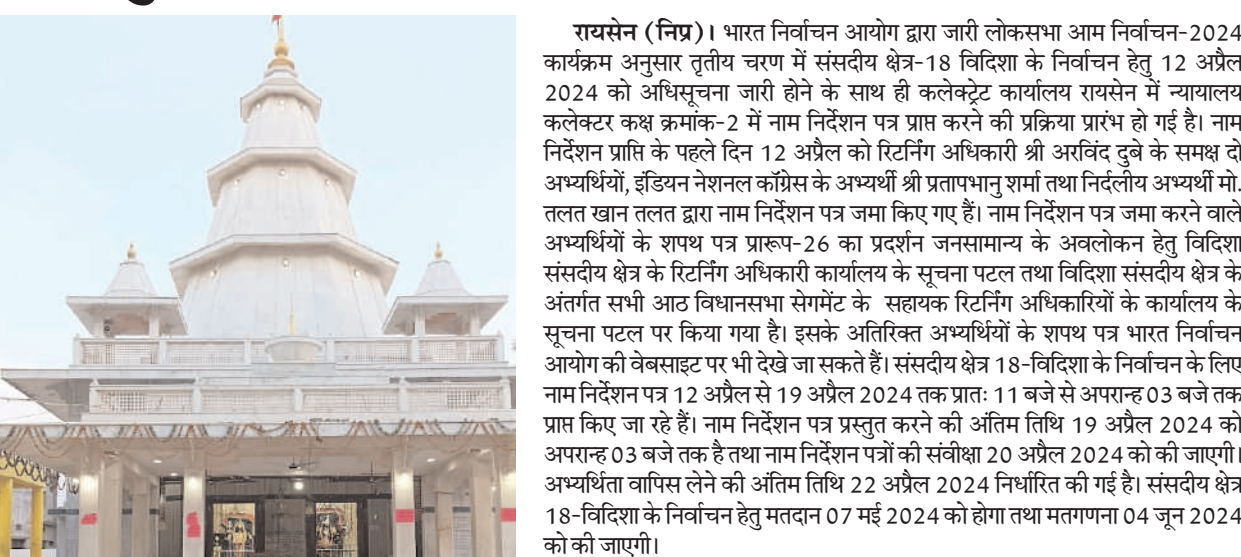 रायसेन (निप्र)। भारत निर्वाचन आयोग द्वारा जारी लोकसभा आम निर्वाचन-2024
कार्यक्रम अनुसार तृतीय चरण में संसदीय क्षेत्र-18 विदिशा के निर्वाचन हेतु 12 अप्रैल
2024 को अधिसूचना जारी होने के साथ ही कलेक्ट्रेट कार्यालय रायसेन में न्यायालय
कलेक्टर कक्ष क्रमांक-2 में नाम निर्देशन पत्र प्राप्त करने की प्रक्रिया प्रारंभ हो गई है। नाम
निर्देशन प्राप्ति के पहले दिन 12 अप्रैल को रिटर्निंग अधिकारी श्री अरविंद दुबे के समक्ष दो
अभ्यर्थियों, इंडियन नेशनल कॉंग्रेस के अभ्यर्थी श्री प्रतापभानु शर्मा तथा निर्दलीय अभ्यर्थी मो.
तलत खान तलत द्वारा नाम निर्देशन पत्र जमा किए गए हैं। नाम निर्देशन पत्र जमा करने वाले
अभ्यर्थियों के शपथ पत्र प्रारूप-26 का प्रदर्शन जनसामान्य के अवलोकन हेतु विदिशा
संसदीय क्षेत्र के रिटर्निंग अधिकारी कार्यालय के सूचना पटल तथा विदिशा संसदीय क्षेत्र के
अंतर्गत सभी आठ विधानसभा सेगमेंट के सहायक रिटर्निंग अधिकारियों के कार्यालय के
सूचना पटल पर किया गया है। इसके अतिरिक्त अभ्यर्थियों के शपथ पत्र भारत निर्वाचन
आयोग की वेबसाइट पर भी देखे जा सकते हैं। संसदीय क्षेत्र 18-विदिशा के निर्वाचन के लिए
नाम निर्देशन पत्र 12 अप्रैल से 19 अप्रैल 2024 तक प्रातः 11 बजे से अपरान्ह 03 बजे तक
प्राप्त किए जा रहे हैं। नाम निर्देशन पत्र प्रस्तुत करने की अंतिम तिथि 19 अप्रैल 2024 को
अपरान्ह 03 बजे तक है तथा नाम निर्देशन पत्रों की संवीक्षा 20 अप्रैल 2024 को की जाएगी।
अभ्यर्थिता वापिस लेने की अंतिम तिथि 22 अप्रैल 2024 निर्धारित की गई है। संसदीय क्षेत्र
18-विदिशा के निर्वाचन हेतु मतदान 07 मई 2024 को होगा तथा मतगणना 04 जून 2024
को की जाएगी।